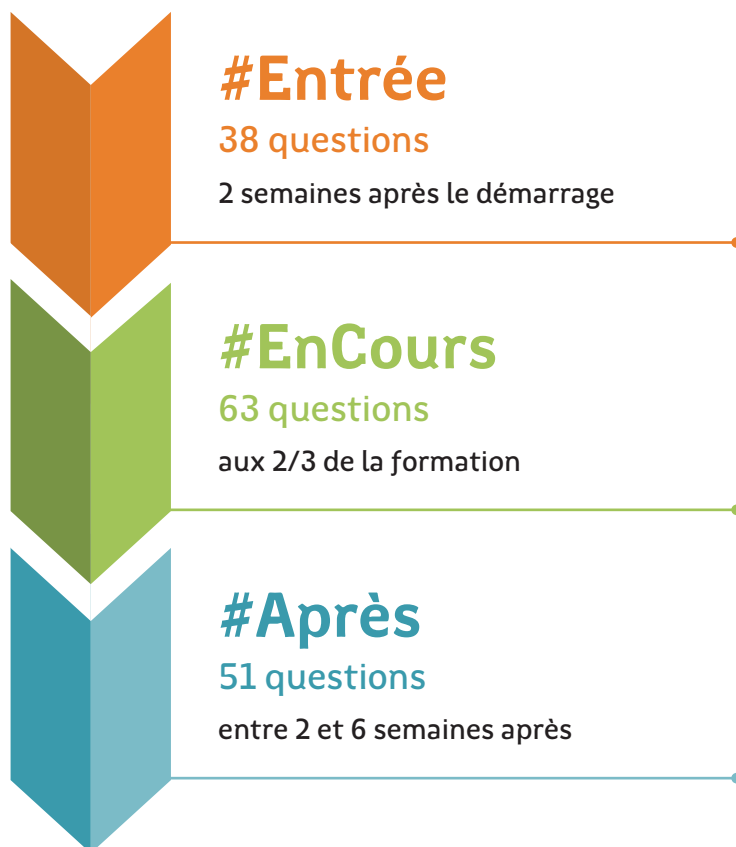 #Entrée
38 questions
2 semaines après le démarrage
#EnCours
63 questions
aux 2/3 de la formation
#Après
51 questions
entre 2 et 6 semaines après